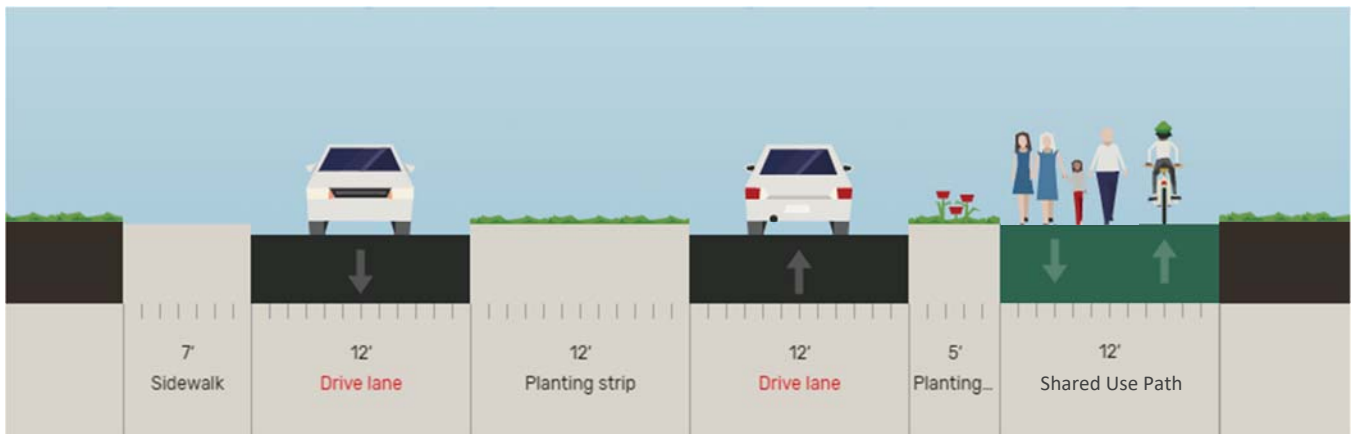 7'
Sidewalk
12'
Drive lane
12'
Planting strip
12'
Drive lane
5'
Planting...
12'
Shared Use Path